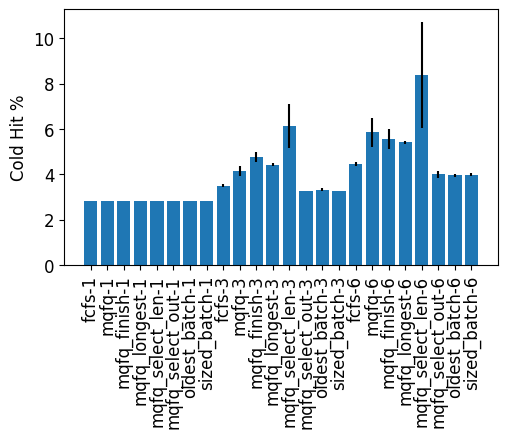 Cold Hit %
10
8
6
4
2
0
fcfs-1
mqfq-1
mqfq_finish-1
mqfq_longest-1
mqfq_select_len-1
mqfq_select_out-1
oldest_batch-1
sized_batch-1
fcfs-3
mqfq-3
mqfq_finish-3
mqfq_longest-3
mqfq_select_len-3
mqfq_select_out-3
oldest_batch-3
sized_batch-3
fcfs-6
mqfq-6
mqfq_finish-6
mqfq_longest-6
mqfq_select_len-6
mqfq_select_out-6
oldest_batch-6
sized_batch-6